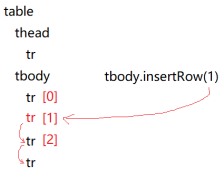 table
thead
tr
tbody
tbody.insertRow(1)
tr [0]
tr [1]
tr [2]
tr